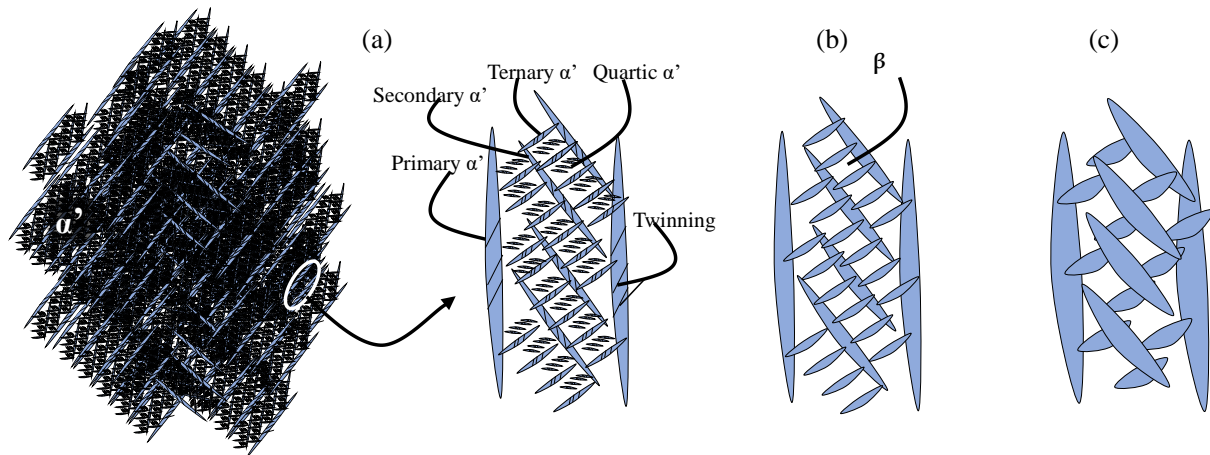 (a)
(b)
(c)
Ternary α’
Quartic α’
β
Secondary α’
Primary α’
Twinning
α’